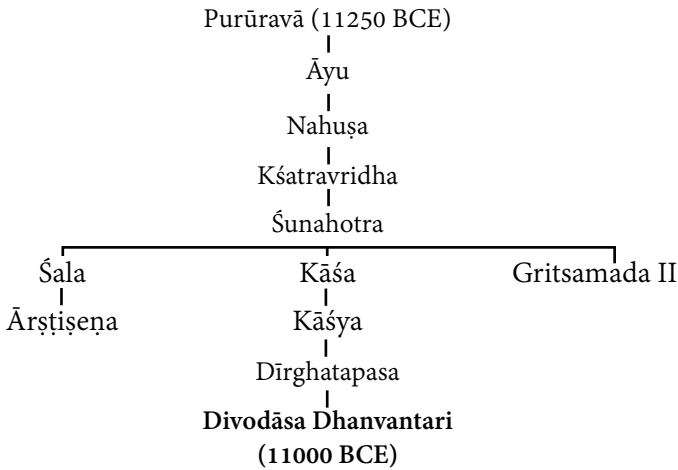 Purūravā (11250 BCE)
Āyu
Nahuṣa
Kśatravridha
Śunahotra
Śala Kāśa Gritsamada II
Ārṣṭiṣeṇa Kāśya
Dīrghatapasa
Divodāsa Dhanvantari
(11000 BCE)